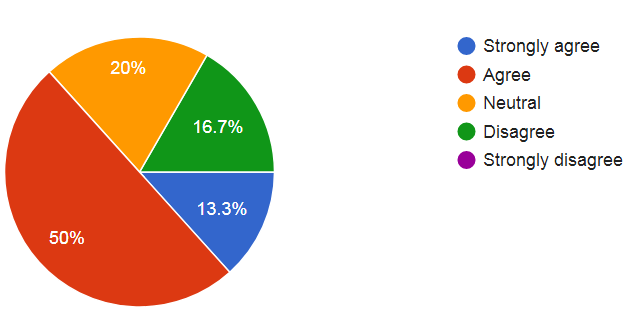 Strongly agree
Agree
Neutral
Disagree
Strongly disagree
20%
16.7%
13.3%
50%